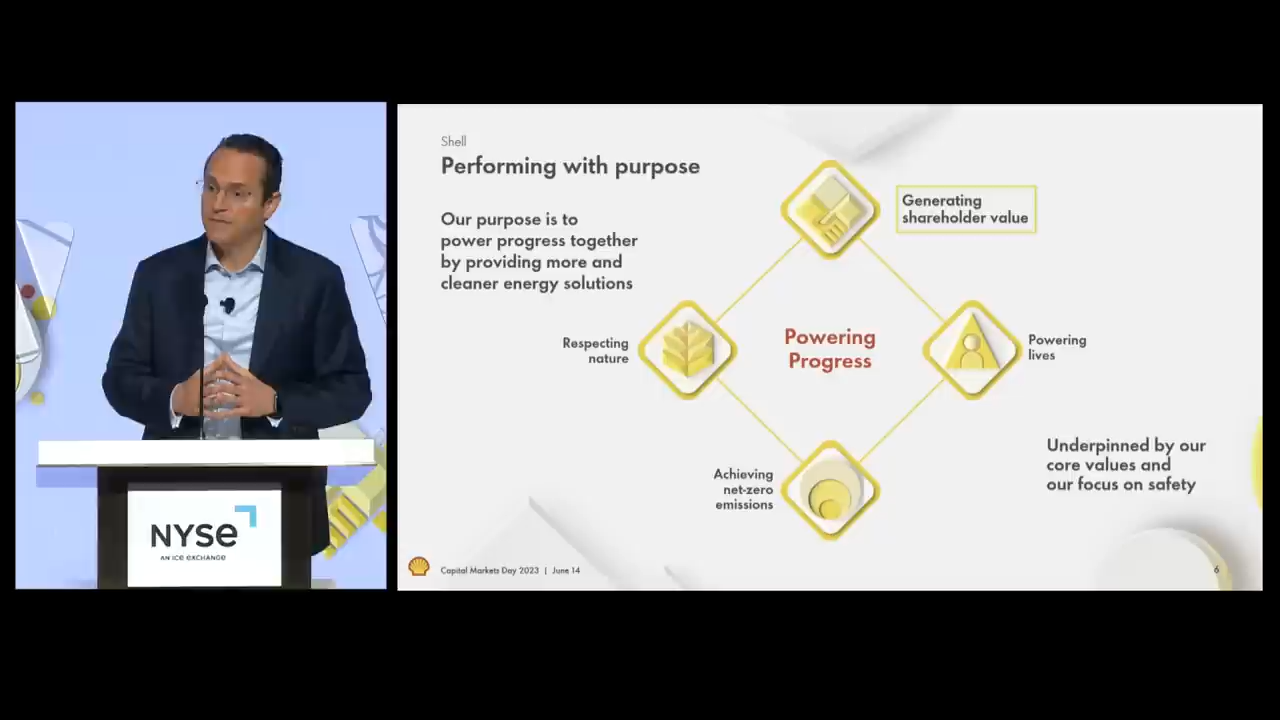 NYSE
AN ICE EXCHANGE
Shell
Performing with purpose
Our purpose is to
power progress together
by providing more and
cleaner energy solutions
Generating
shareholder value
Respecting
nature
Powering
Progress
Powering
lives
Achieving
net-zero
emissions
Underpinned by our
core values and
our focus on safety
Capital Markets Day 2023 | June 14
6